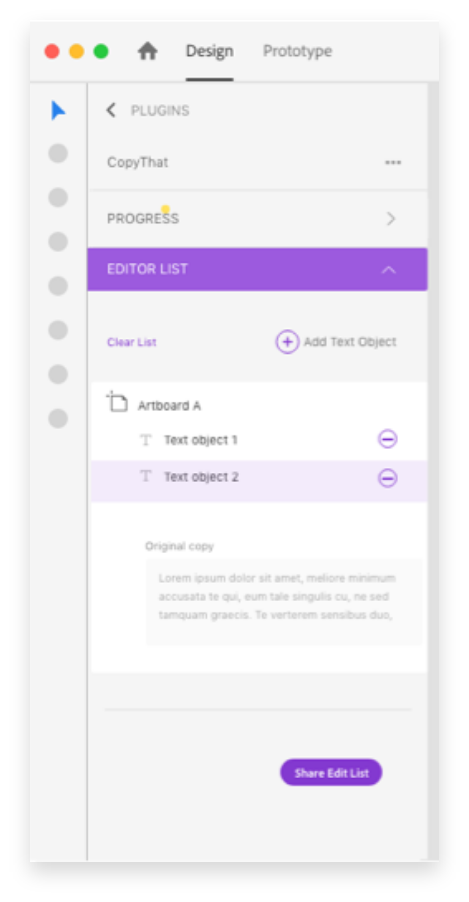 Design Prototype
PLUGINS
CopyThat
PROGRESS
EDITOR LIST
Clear List Add Text Object
Artboard A
T Text object 1
T Text object 2
Original copy
Lorem ipsum dolor sit amet, meliore minimum
accusata te qui, eum tale singulis cu, ne sed
tamquam graecis. Te verterem sensibus duo,
Share Edit List